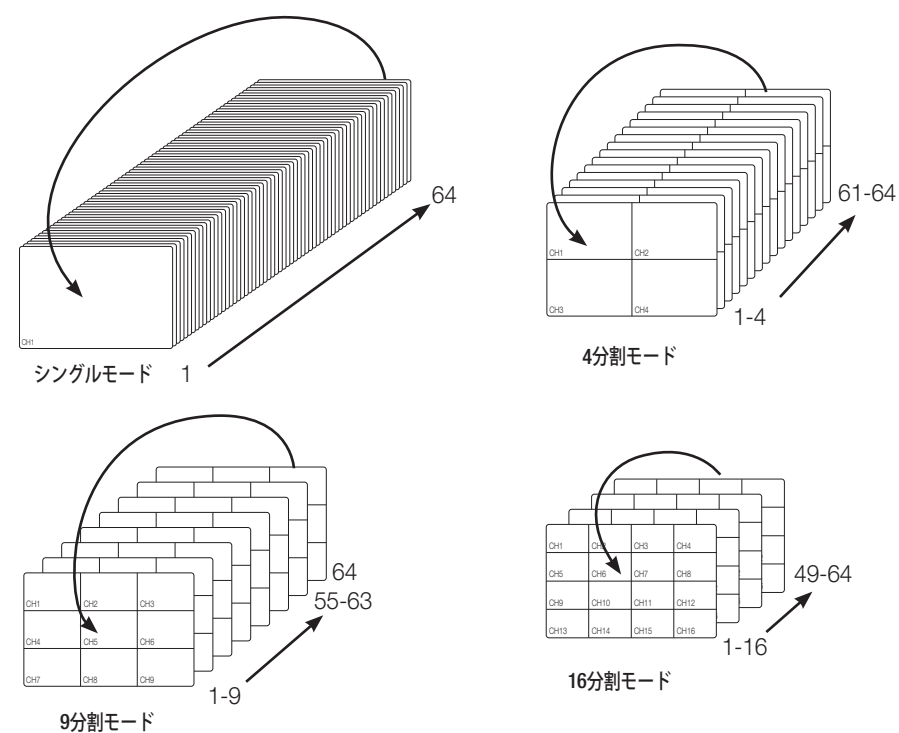 64
CH1
シングルモード 1
61-64
CH1 CH2
CH3 CH4
1-4
4分割モード
64
55-63
CH1 CH2 CH3
CH4 CH5 CH6
CH7 CH8 CH9
1-9
9分割モード
49-64
CH1 CH2 CH3 CH4
CH5 CH6 CH7 CH8
CH9 CH10 CH11 CH12
CH13 CH14 CH15 CH16
1-16
16分割モード